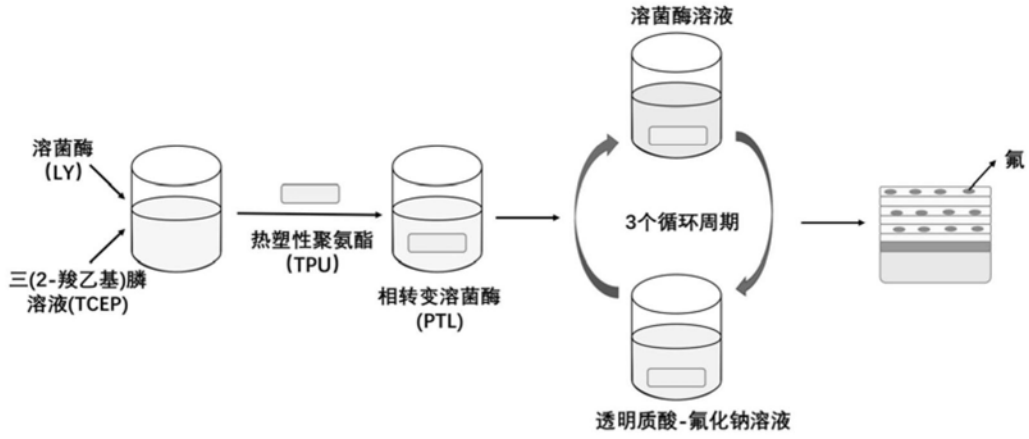 溶菌酶溶液
溶菌酶
(LY)
三(2-羧乙基)膦
溶液(TCEP)
热塑性聚氨酯
(TPU)
相转变溶菌酶
(PTL)
3个循环周期
透明质酸-氟化钠溶液
氟